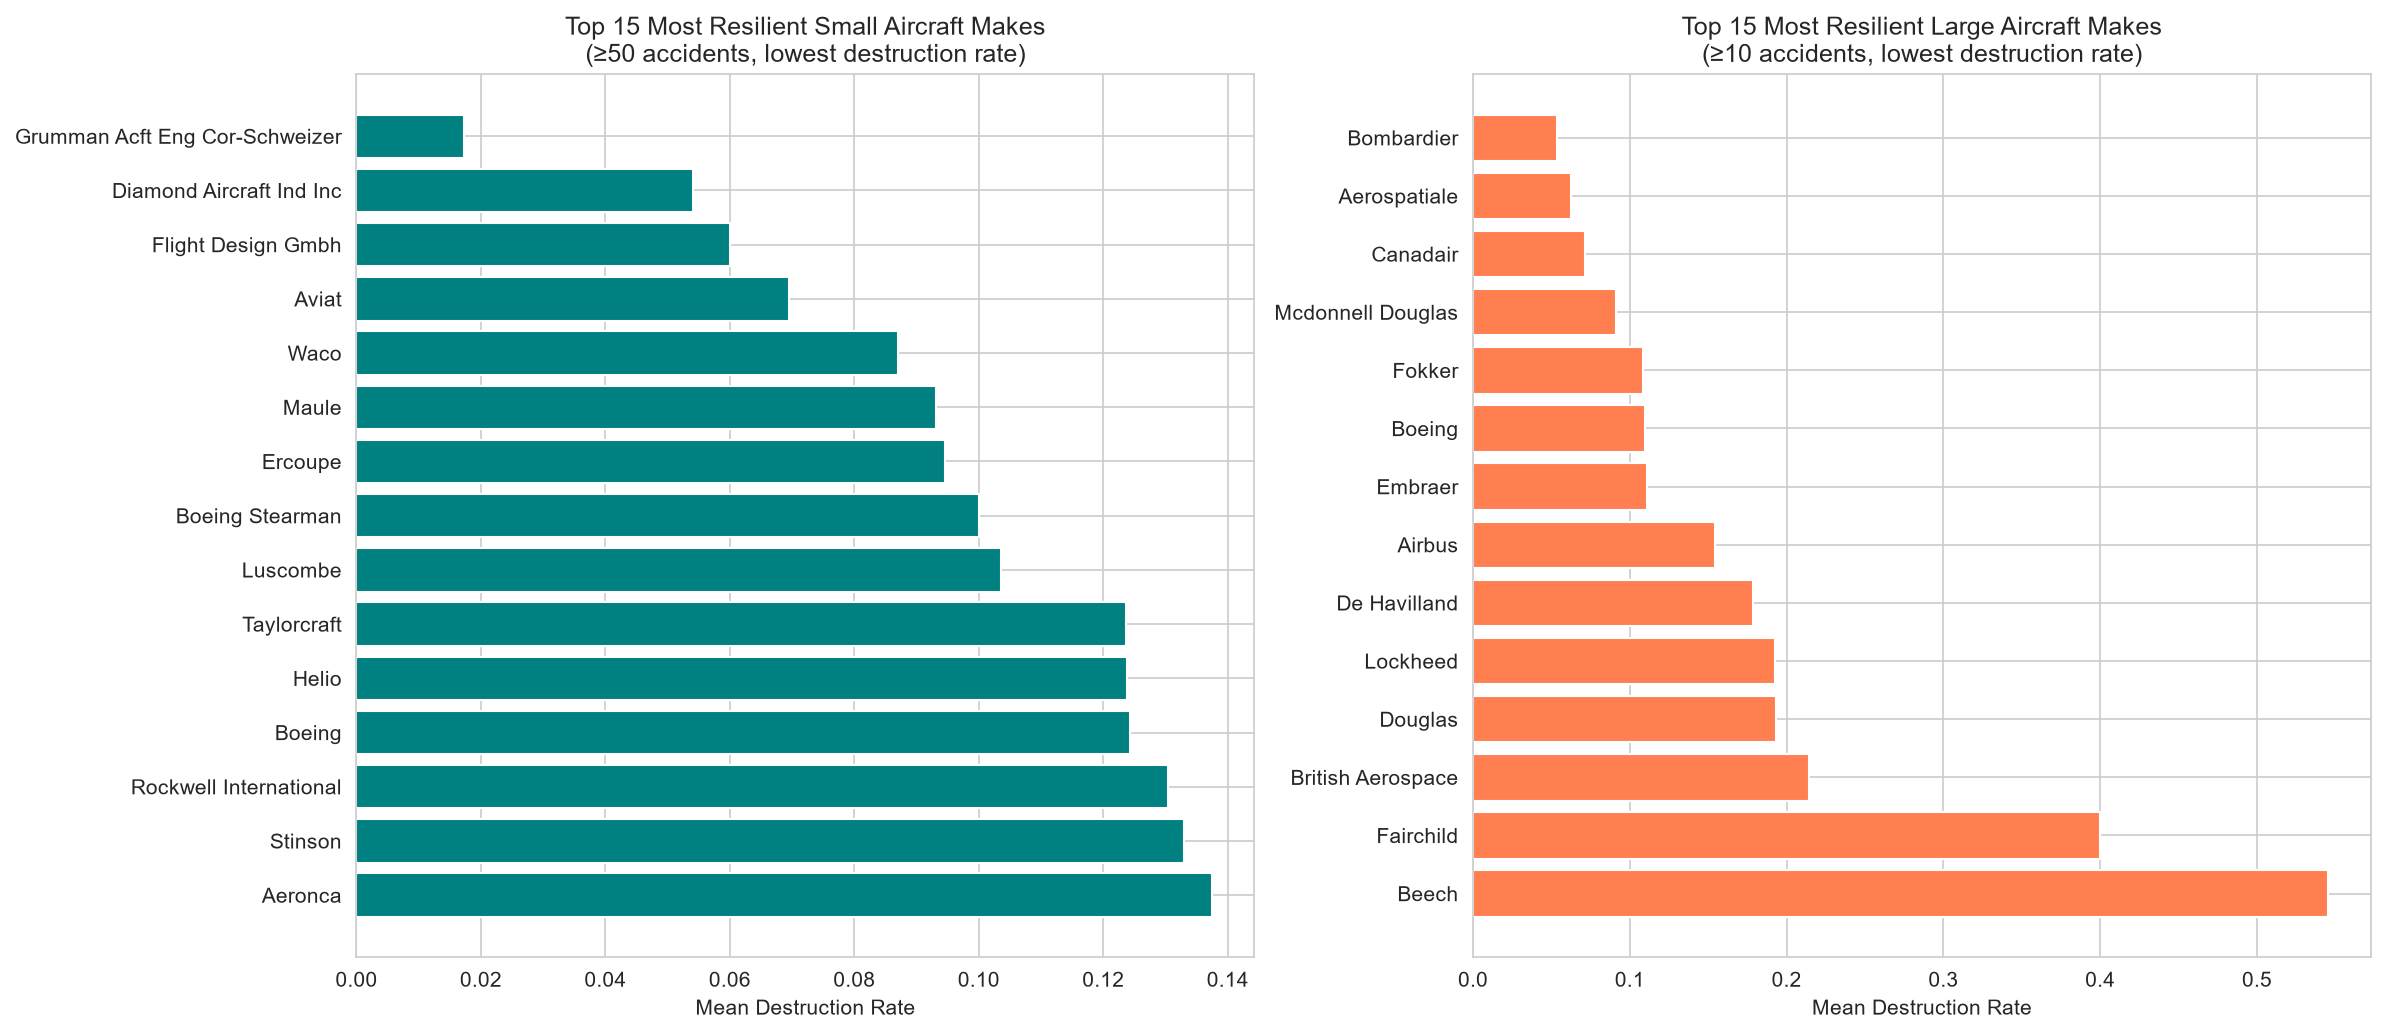 Top 15 Most Resilient Small Aircraft Makes
(≥50 accidents, lowest destruction rate)
Grumman Acft Eng Cor-Schweizer
Diamond Aircraft Ind Inc
Flight Design Gmbh
Aviat
Waco
Maule
Ercoupe
Boeing Stearman
Luscombe
Taylorcraft
Helio
Boeing
Rockwell International
Stinson
Aeronca
0.00 0.02 0.04 0.06 0.08 0.10 0.12 0.14
Mean Destruction Rate
Top 15 Most Resilient Large Aircraft Makes
(≥10 accidents, lowest destruction rate)
Bombardier
Aerospatiale
Canadair
Mcdonnell Douglas
Fokker
Boeing
Embraer
Airbus
De Havilland
Lockheed
Douglas
British Aerospace
Fairchild
Beech
0.0 0.1 0.2 0.3 0.4 0.5
Mean Destruction Rate